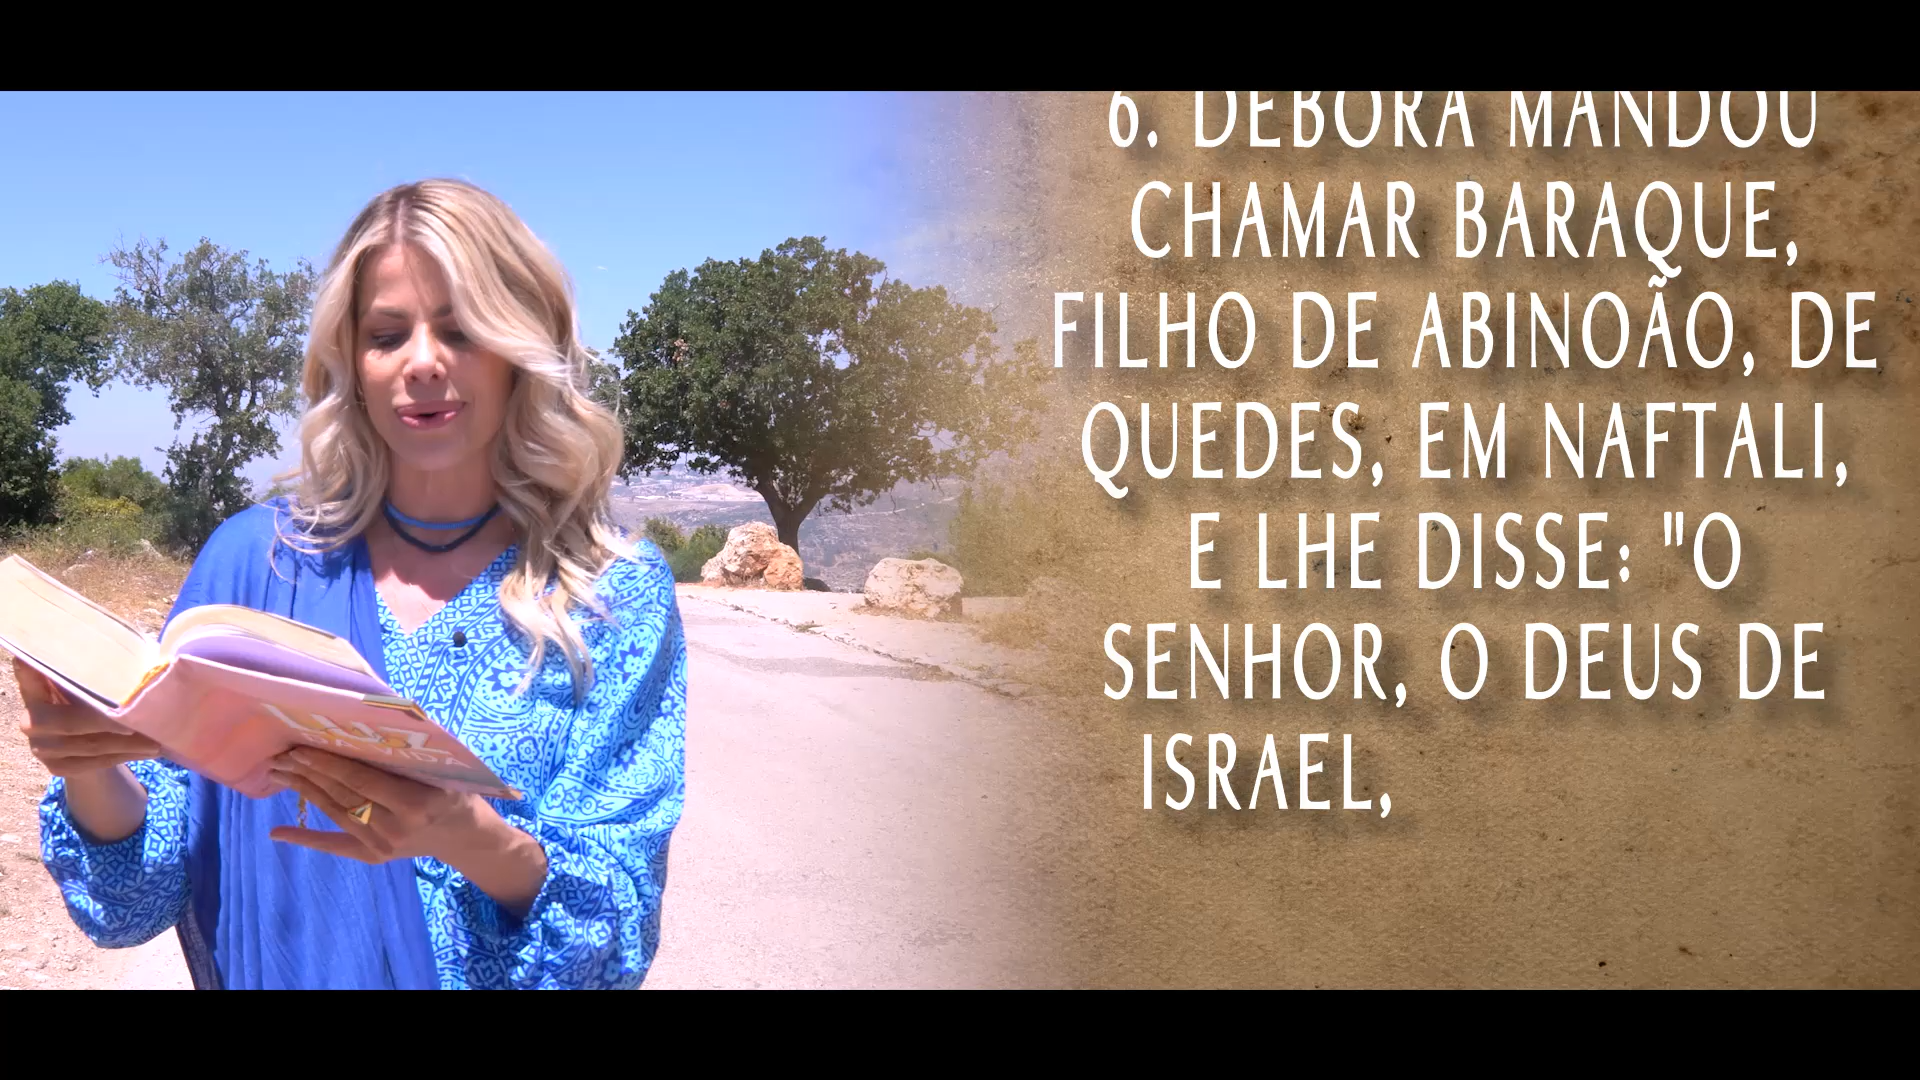 6. DÉBORA MANDOU
CHAMAR BARAQUE,
FILHO DE ABINOÃO, DE
QUEDES, EM NAFTALI,
E LHE DISSE: "O
SENHOR, O DEUS DE
ISRAEL,